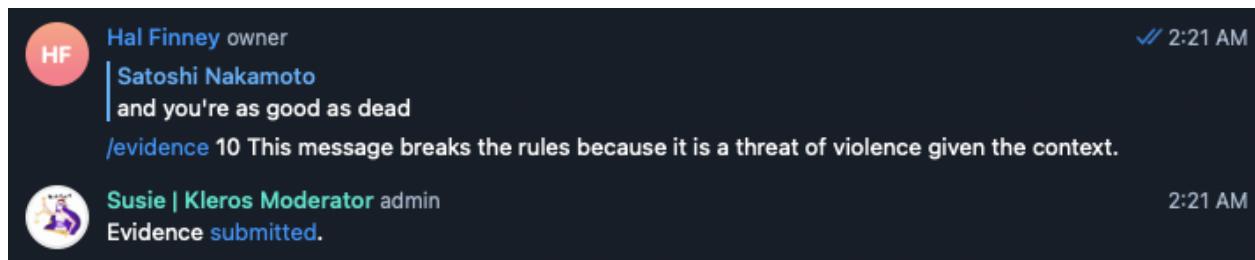 HF
Hal Finney owner 2:21 AM
Satoshi Nakamoto
and you're as good as dead
/evidence 10 This message breaks the rules because it is a threat of violence given the context.
Susie | Kleros Moderator admin 2:21 AM
Evidence submitted.